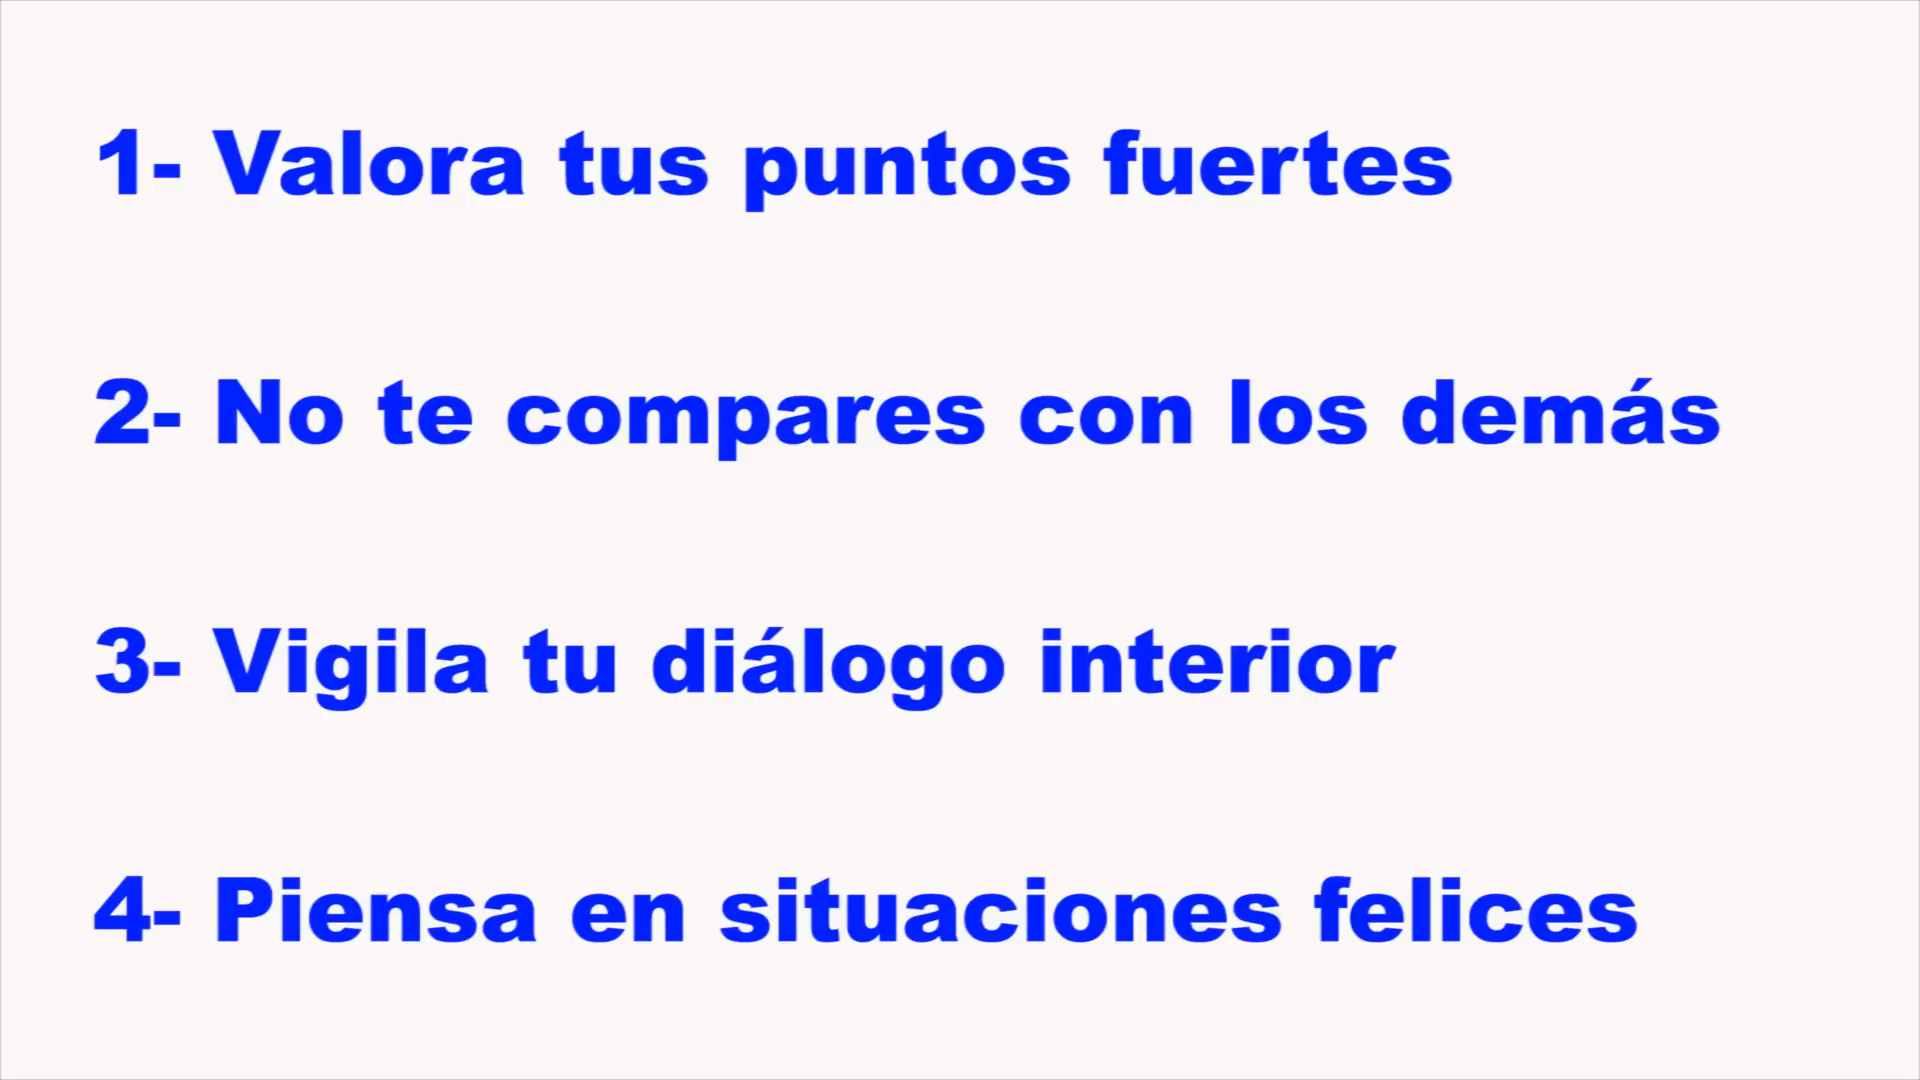 1- Valora tus puntos fuertes
2- No te compares con los demás
3- Vigila tu diálogo interior
4- Piensa en situaciones felices